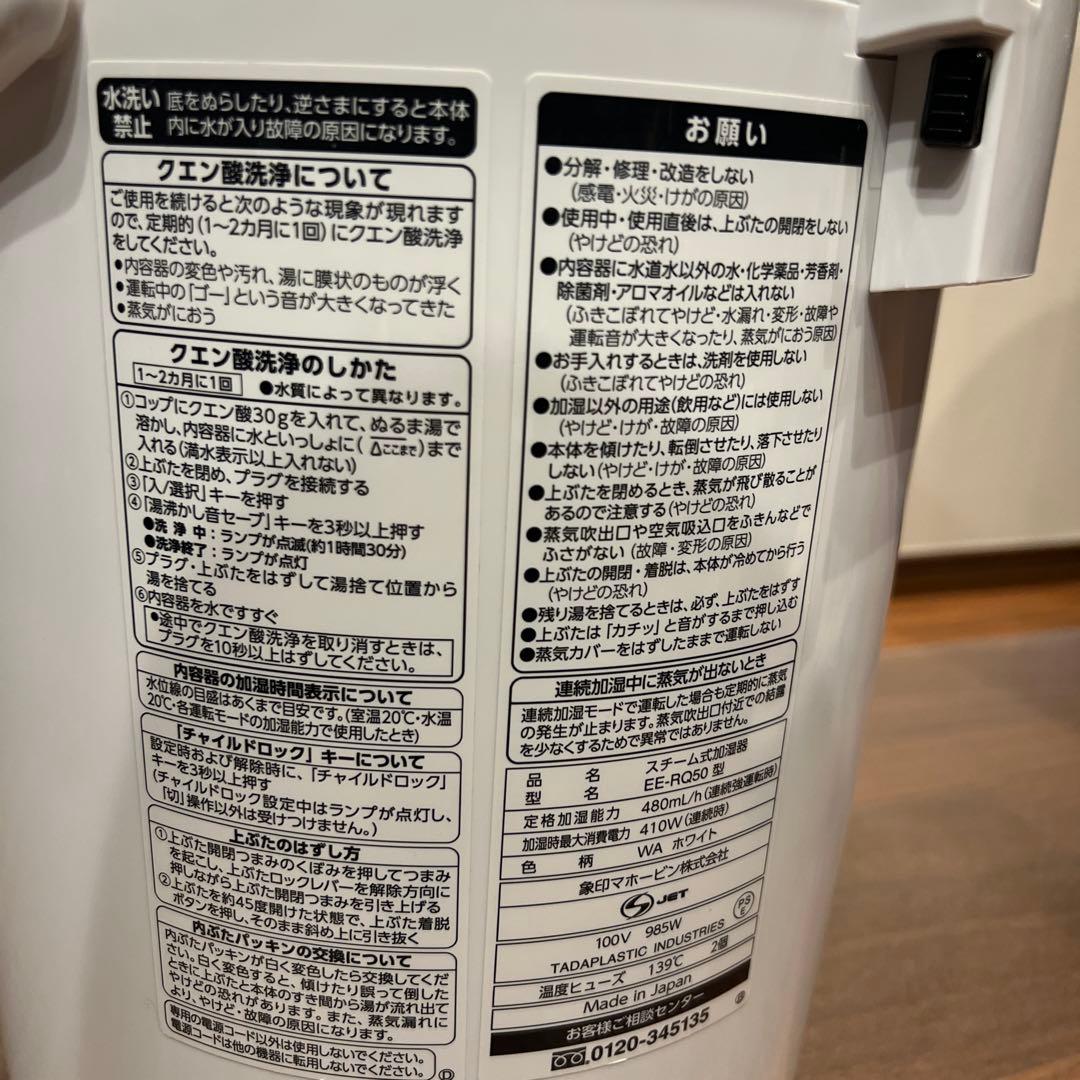 水洗い禁止 底をぬらしたり、逆さまにすると本体
内に水が入り故障の原因になります。
クエン酸洗浄について
ご使用を続けると次のような現象が現れます
ので、定期的(1~2カ月に1回)にクエン酸洗浄
をしてください。
●内容器の変色や汚れ、湯に膜状のものが浮く
●運転中の「ゴー」という音が大きくなってきた
●蒸気がにおう
クエン酸洗浄のしかた
1~2カ月に1回 ●水質によって異なります。
①コップにクエン酸30gを入れて、ぬるま湯で
溶かし、内容器に水といっしょに(△ここまで)まで
入れる(満水表示以上入れない)
②上ぶたを閉め、プラグを接続する
③「入/選択」キーを押す
④「湯沸かし音セーブ」キーを3秒以上押す
●洗浄中:ランプが点滅(約1時間30分)
●洗浄終了:ランプが点灯
⑤プラグ・上ぶたをはずして湯捨て位置から
湯を捨てる
⑥内容器を水ですすぐ
●途中でクエン酸洗浄を取り消すときは、
プラグを10秒以上はずしてください。
内容器の加湿時間表示について
水位線の目盛はあくまで目安です。(室温20℃・水温
20℃・各運転モードの加湿能力で使用したとき)
「チャイルドロック」キーについて
設定時および解除時に、「チャイルドロック」
キーを3秒以上押す
(チャイルドロック設定中はランプが点灯し、
「切」操作以外は受けつけません。)
上ぶたのはずし方
①上ぶた開閉つまみのくぼみを押してつまみ
を起こし、上ぶたロックレバーを解除方向に
押しながら上ぶた開閉つまみを引き上げる
②上ぶたを約45度開けた状態で、上ぶた着脱
ボタンを押し、そのまま斜め上に引き抜く
内ぶたパッキンの交換について
内ぶたパッキンが白く変色したら交換してくだ
さい。白く変色すると、傾けたり誤って倒した
ときに上ぶたと本体のすき間から湯が流れ出て
やけどの恐れがあります。また、蒸気漏れに
より、やけど・故障の原因になります。
専用の電源コード以外は使用しないでください。
電源コードは他の機器に転用しないでください。
Ⓓ
お願い
●分解・修理・改造をしない
(感電・火災・けがの原因)
●使用中・使用直後は、上ぶたの開閉をしない
(やけどの恐れ)
●内容器に水道水以外の水・化学薬品・芳香剤・
除菌剤・アロマオイルなどは入れない
(ふきこぼれてやけど・水漏れ・変形・故障や
運転音が大きくなったり、蒸気がにおう原因)
●お手入れするときは、洗剤を使用しない
(ふきこぼれてやけどの恐れ)
●加湿以外の用途(飲用など)には使用しない
(やけど・けが・故障の原因)
●本体を傾けたり、転倒させたり、落下させたり
しない(やけど・けが・故障の原因)
●上ぶたを閉めるとき、蒸気が飛び散ることが
あるので注意する(やけどの恐れ)
●蒸気吹出口や空気吸込口をふきんなどで
ふさがない(故障・変形の原因)
●上ぶたの開閉・着脱は、本体が冷めてから行う
(やけどの恐れ)
●残り湯を捨てるときは、必ず、上ぶたをはずす
●上ぶたは「カチッ」と音がするまで押し込む
●蒸気カバーをはずしたままで運転しない
連続加湿中に蒸気が出ないとき
連続加湿モードで運転した場合も定期的に蒸気
の発生が止まります。蒸気吹出口付近での結露
を少なくするためで異常ではありません。
品名 スチーム式加湿器
型名 EE-RQ50 型
定格加湿能力 480mL/h(連続強運転時)
加湿時最大消費電力 410W(連続時)
色柄 WA ホワイト
象印マホービン株式会社
S JET
PSE
100V 985W
TADAPLASTIC INDUSTRIES
温度ヒューズ 139℃ 2個
Made in Japan
Ⓑ
お客様ご相談センター
0120-345135